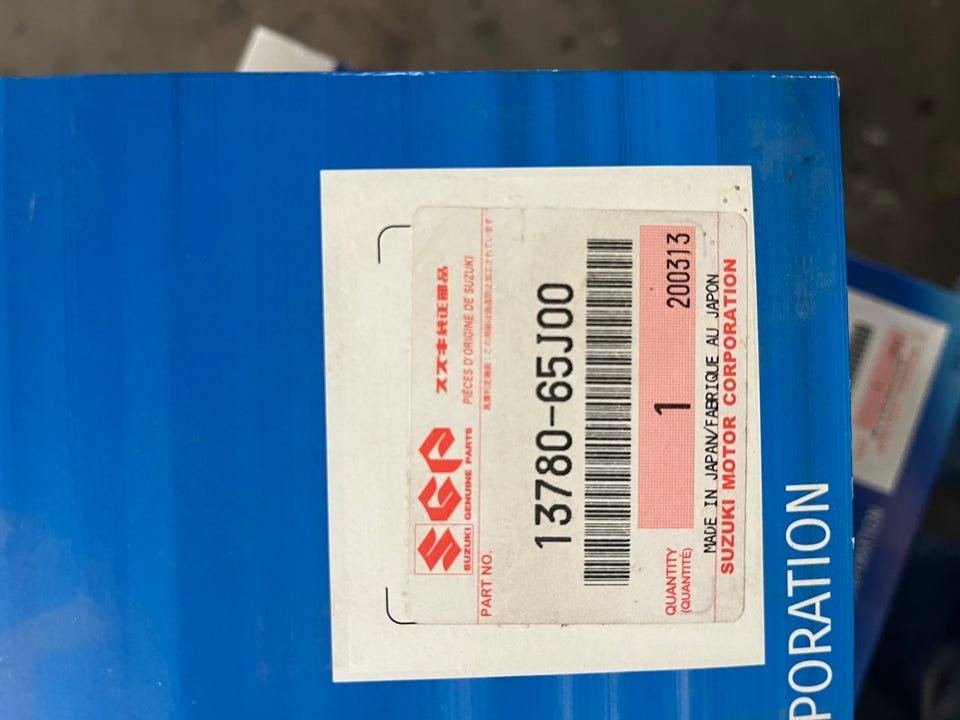 SGP
スズキ純正部品
SUZUKI GENUINE PARTS
PIÈCES D'ORIGINE DE SUZUKI
PART NO.
13780-65J00
QUANTITY
(QUANTITÉ)
1
200313
MADE IN JAPAN/FABRIQUE AU JAPON
SUZUKI MOTOR CORPORATION
PORATION